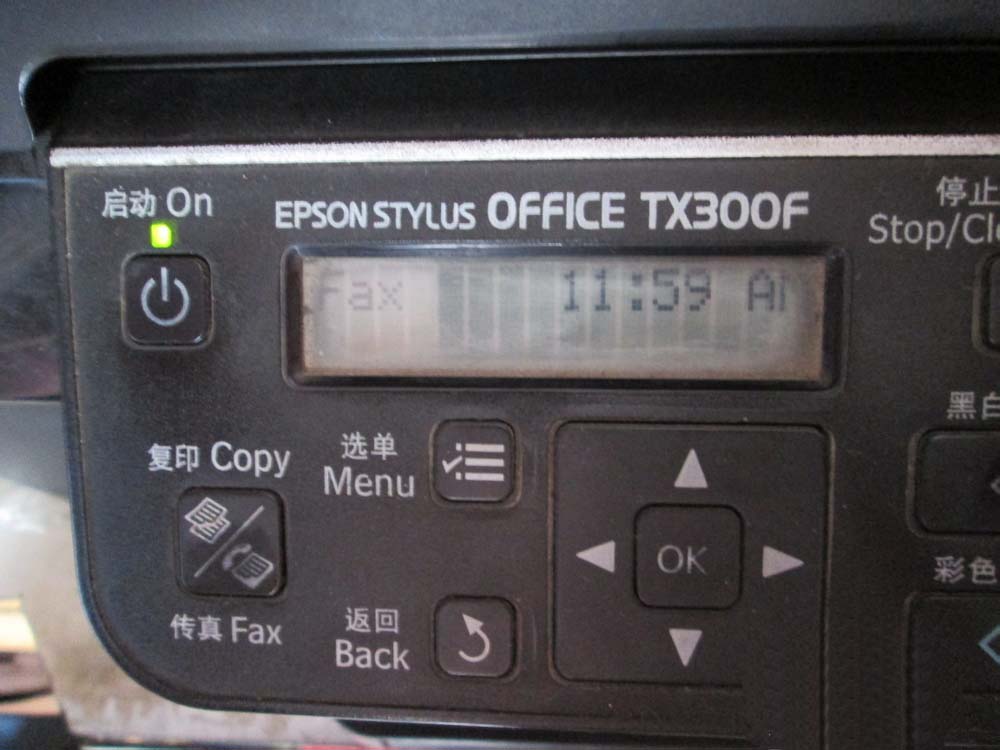 启动 On
EPSON STYLUS OFFICE TX300F
停止
Stop/Cle
Fax 11:59 A
黑白
复印 Copy
选单
Menu
OK
彩色
传真 Fax
返回
Back